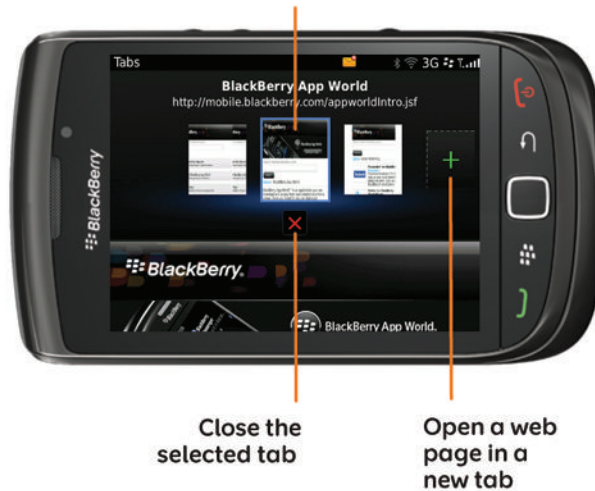 Tabs
3G
BlackBerry App World
http://mobile.blackberry.com/appworldIntro.jsf
BlackBerry
BlackBerry.
BlackBerry App World.
Close the
selected tab
Open a web
page in a
new tab